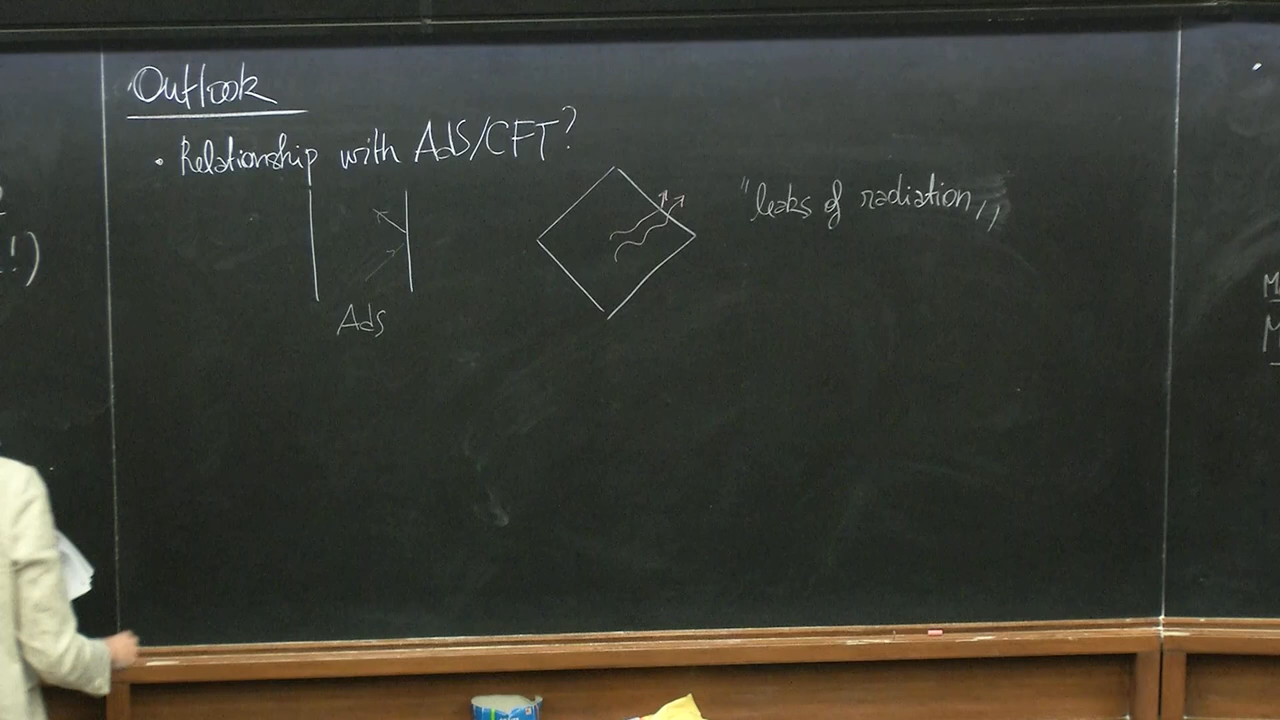 Outlook
• Relationship with AdS/CFT?
"leaks of radiation,,
AdS
!)